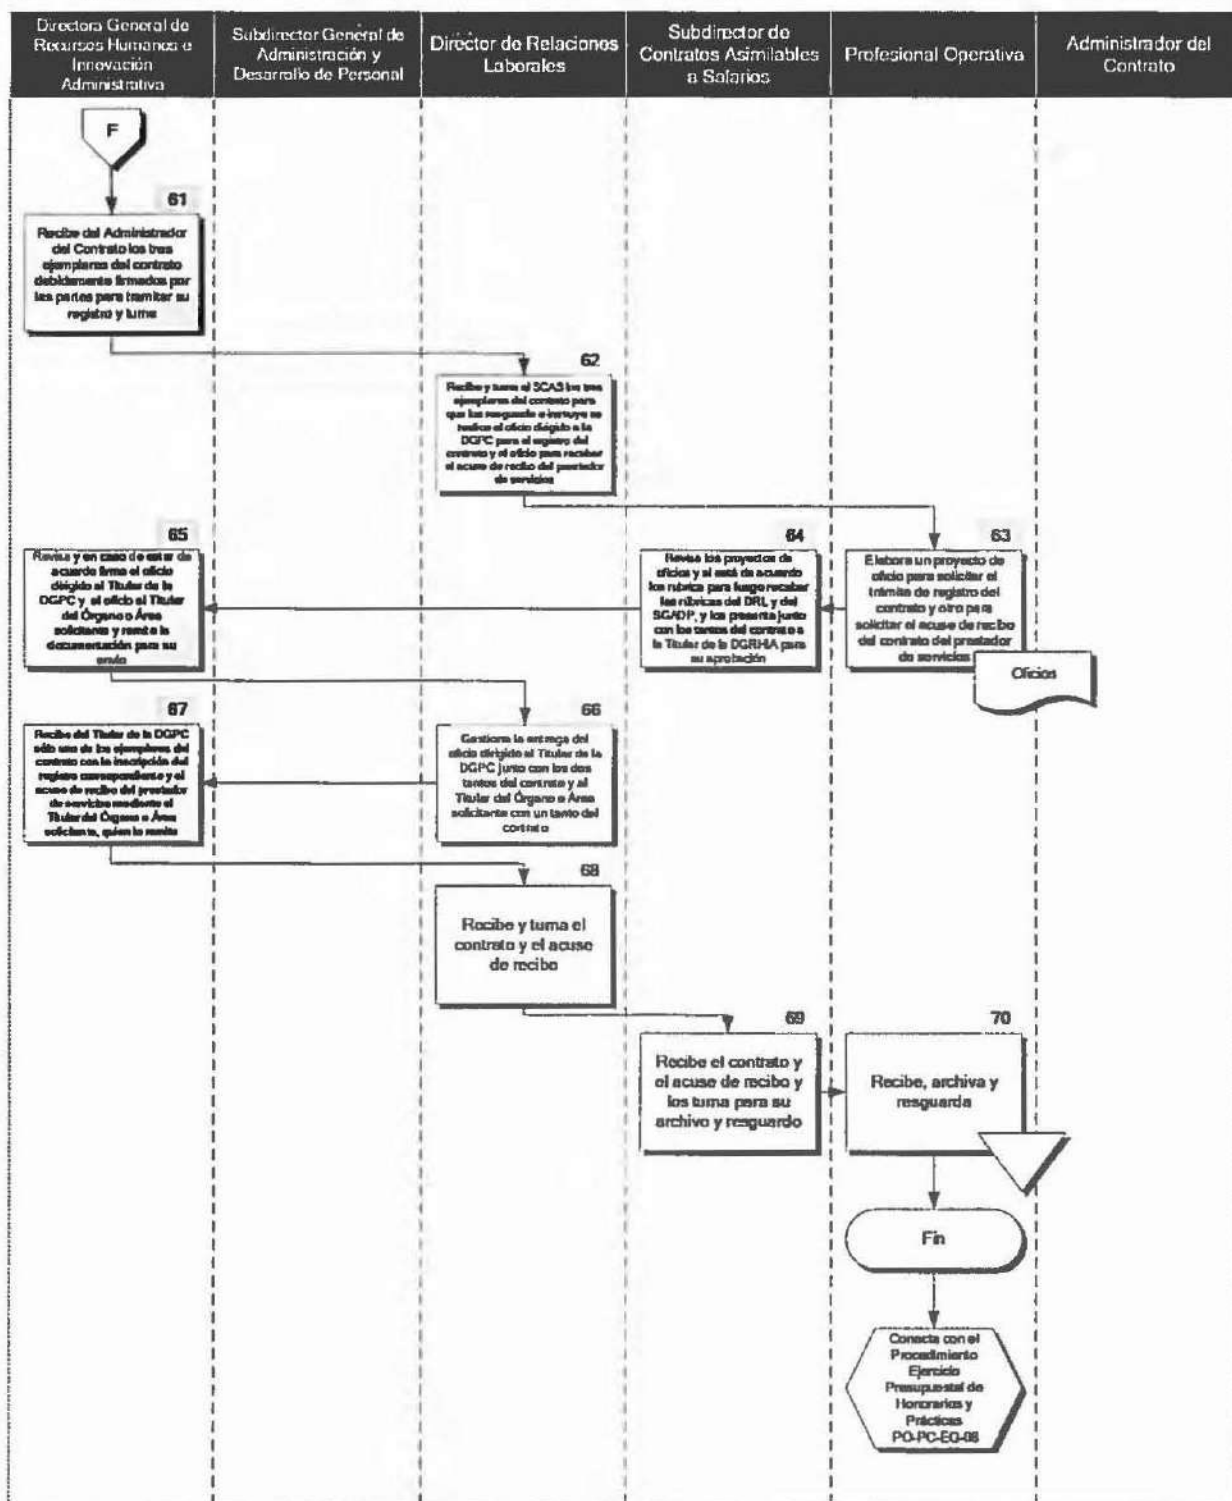 Directora General de
Recursos Humanos e
Innovación
Administrativa
Subdirector General de
Administración y
Desarrollo de Personal
Director de Relaciones
Laborales
Subdirector de
Contratos Asimilables
a Salarios
Profesional Operativa
Administrador del
Contrato
F
61
Recibe del Administrador
del Contrato los tres
ejemplares del contrato
debidamente firmados por
las partes para tramitar su
registro y turna
62
Recibe y turna al SCAS los tres
ejemplares del contrato para
que los resguarde e instruye se
realice el oficio dirigido a la
DGPC para el registro del
contrato y el oficio para recabar
el acuse de recibo del prestador
de servicios
65
Revisa y en caso de estar de
acuerdo firma el oficio
dirigido al Titular de la
DGPC y el oficio al Titular
del Órgano o Área
solicitante y remite la
documentación para su
envío
64
Revisa los proyectos de
oficios y si está de acuerdo
los rubrica para luego recabar
las rúbricas del DRL y del
SGADP, y los presenta junto
con los tantos del contrato a
la Titular de la DGRHIA para
su aprobación
63
Elabora un proyecto de
oficio para solicitar el
trámite de registro del
contrato y otro para
solicitar el acuse de recibo
del contrato del prestador
de servicios
Oficios
67
Recibe del Titular de la DGPC
sólo uno de los ejemplares del
contrato con la inscripción del
registro correspondiente y el
acuse de recibo del prestador
de servicios mediante el
Titular del Órgano o Área
solicitante, quien lo remite
66
Gestiona la entrega del
oficio dirigido al Titular de la
DGPC junto con los dos
tantos del contrato y al
Titular del Órgano o Área
solicitante con un tanto del
contrato
68
Recibe y turna el
contrato y el acuse
de recibo
69
Recibe el contrato y
el acuse de recibo y
los turna para su
archivo y resguardo
70
Recibe, archiva y
resguarda
Fin
Conecta con el
Procedimiento
Ejercicio
Presupuestal de
Honorarios y
Prácticas
PO-PC-EG-08